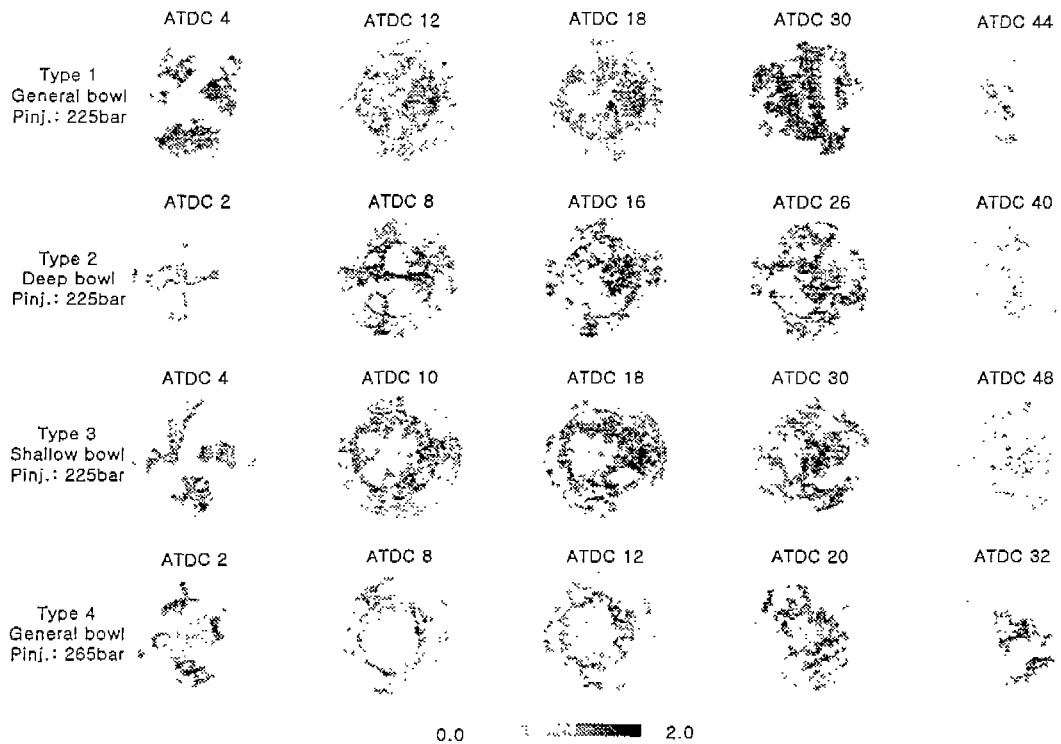 ATDC 4 ATDC 12 ATDC 18 ATDC 30 ATDC 44
Type 1
General bowl
Pinj.: 225bar
ATDC 2 ATDC 8 ATDC 16 ATDC 26 ATDC 40
Type 2
Deep bowl
Pinj.: 225bar
ATDC 4 ATDC 10 ATDC 18 ATDC 30 ATDC 48
Type 3
Shallow bowl
Pinj.: 225bar
ATDC 2 ATDC 8 ATDC 12 ATDC 20 ATDC 32
Type 4
General bowl
Pinj.: 265bar
0.0 2.0